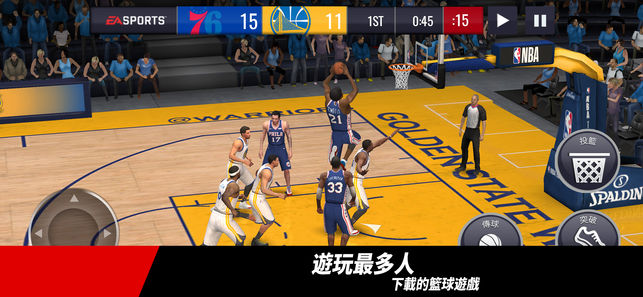 EA SPORTS
76
15
11
1ST
0:45
:15
NBA
@WARRIORS
GOLDEN STATE
PHILA
17
21
33
投籃
SPALDING
傳球
突破
遊玩最多人
下載的籃球遊戲